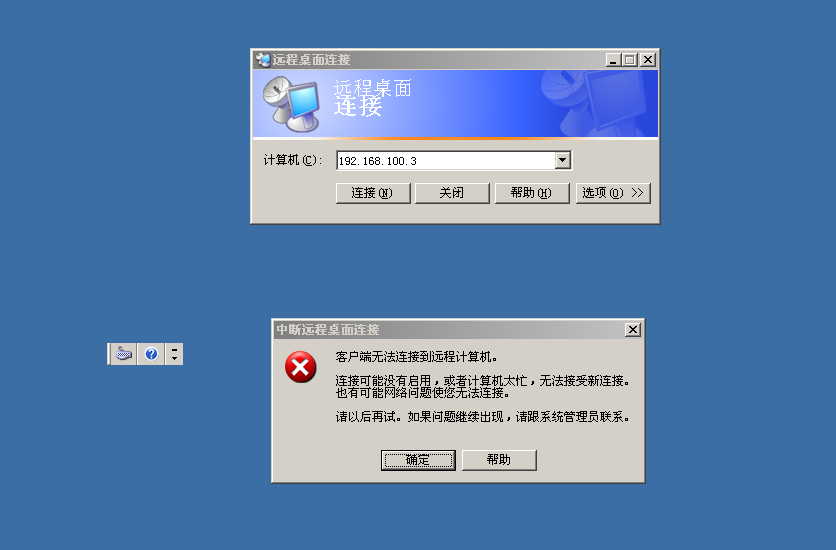 远程桌面连接
远程桌面
连接
计算机(C):
192.168.100.3
连接(N)
关闭
帮助(H)
选项(O) >>
中断远程桌面连接
客户端无法连接到远程计算机。
连接可能没有启用，或者计算机太忙，无法接受新连接。
也有可能网络问题使您无法连接。
请以后再试。如果问题继续出现，请跟系统管理员联系。
确定
帮助